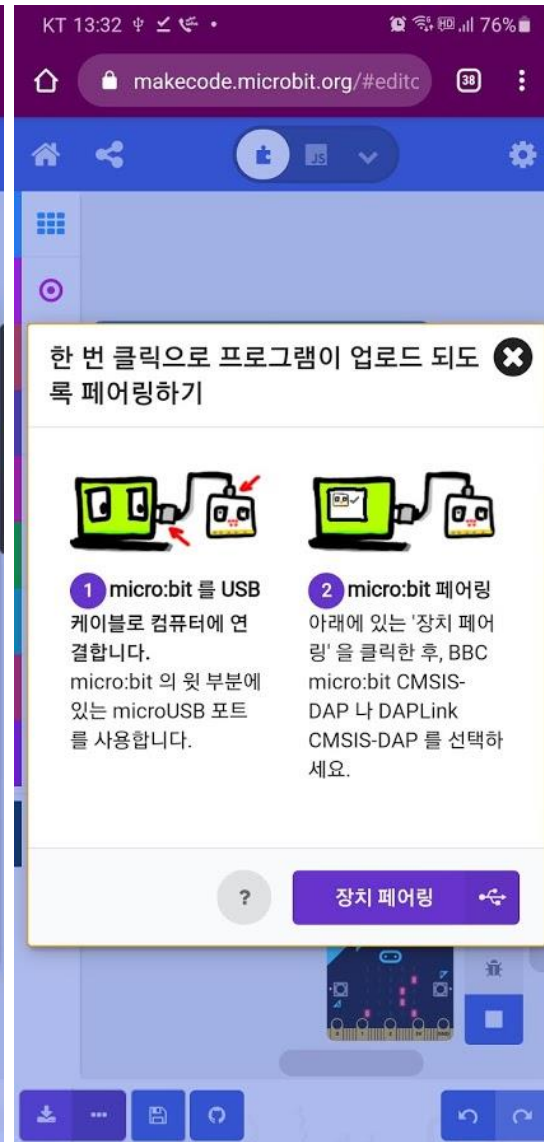 KT 13:32
76%
makecode.microbit.org/#editc
38
JS
한 번 클릭으로 프로그램이 업로드 되도
록 페어링하기
1 micro:bit 를 USB
케이블로 컴퓨터에 연
결합니다.
micro:bit 의 윗 부분에
있는 microUSB 포트
를 사용합니다.
2 micro:bit 페어링
아래에 있는 '장치 페어
링' 을 클릭한 후, BBC
micro:bit CMSIS-
DAP 나 DAPLink
CMSIS-DAP 를 선택하
세요.
?
장치 페어링